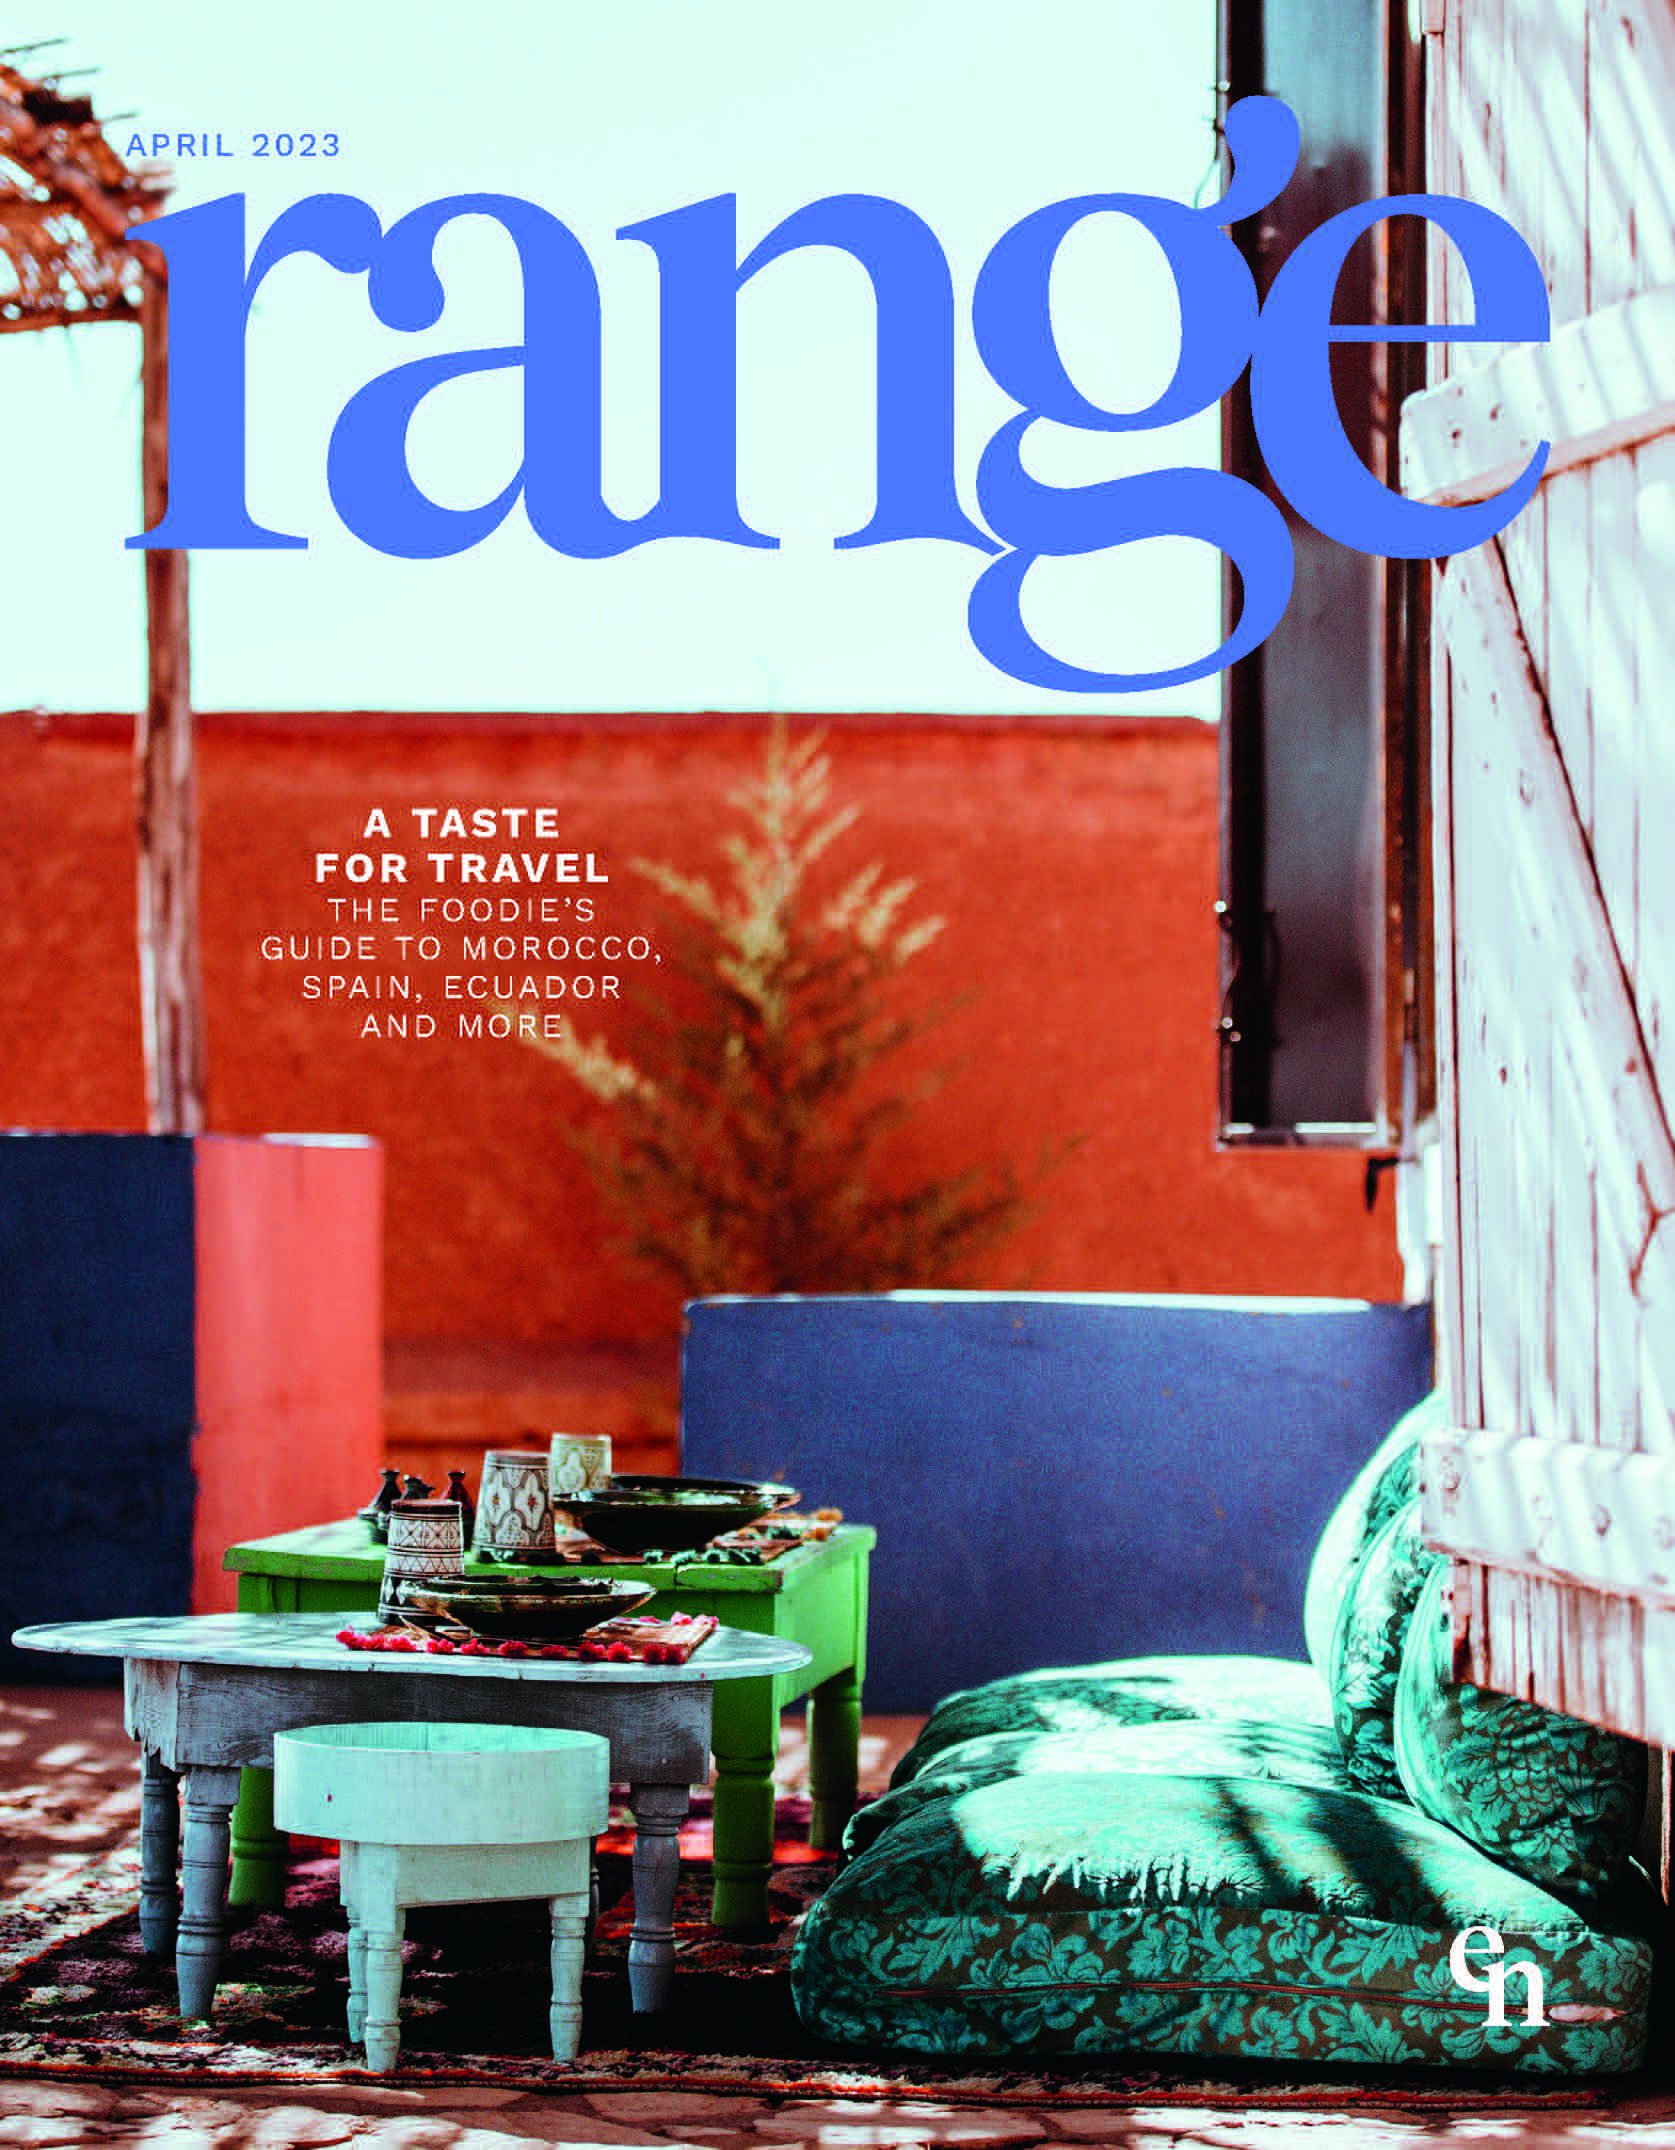 APRIL 2023
range
A TASTE
FOR TRAVEL
THE FOODIE'S
GUIDE TO MOROCCO,
SPAIN, ECUADOR
AND MORE
en